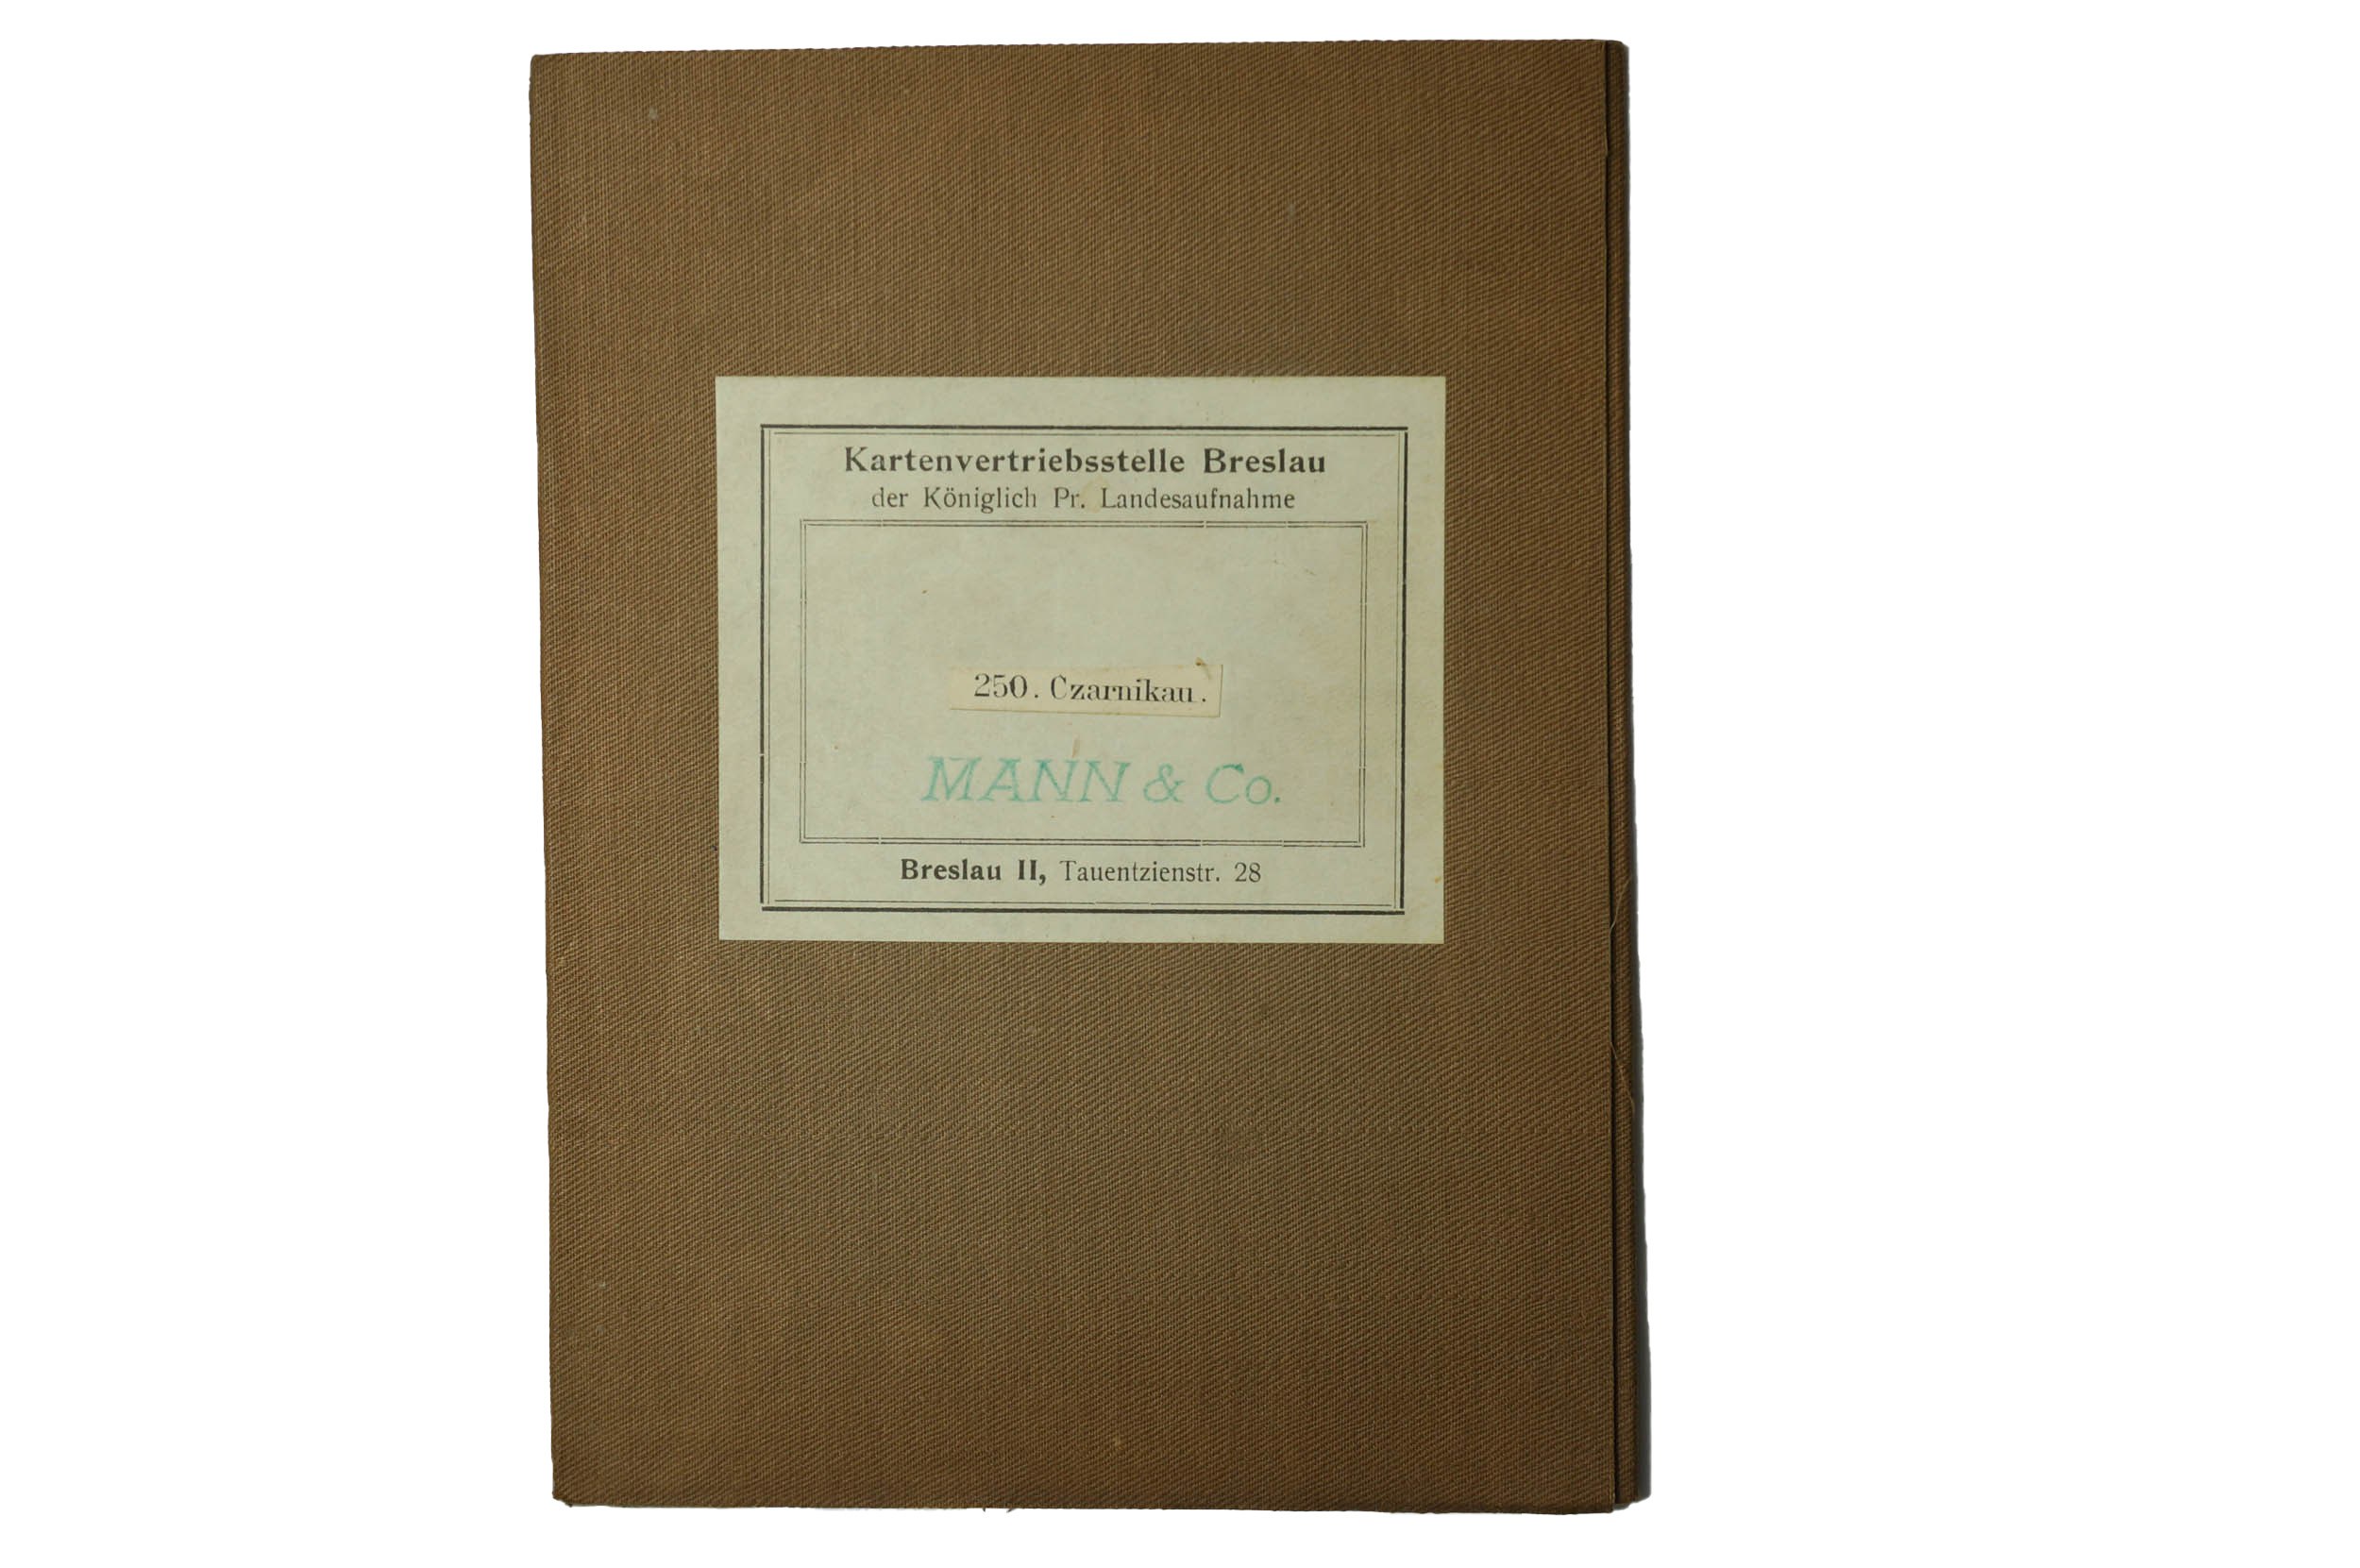 Kartenvertriebsstelle Breslau
der Königlich Pr. Landesaufnahme
250. Czarnikau.
MANN & Co.
Breslau II, Tauentzienstr. 28